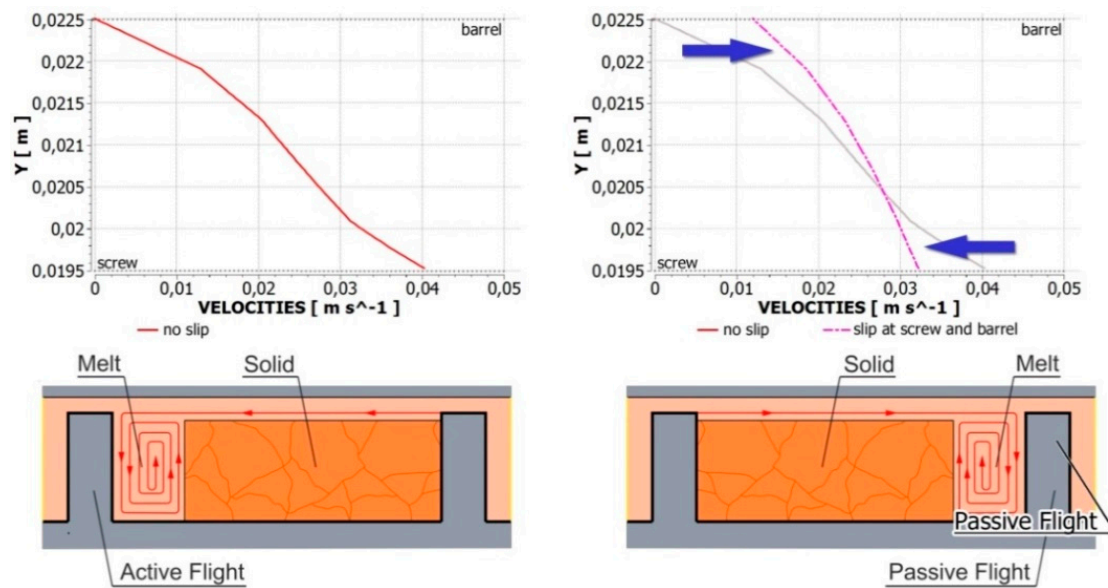 0,0225
barrel
0,022
0,0215
0,021
0,0205
0,02
screw
0,0195
Y [ m ]
0
0,01
0,02
0,03
0,04
0,05
VELOCITIES [ m s^-1 ]
no slip
0,0225
barrel
0,022
0,0215
0,021
0,0205
0,02
screw
0,0195
Y [ m ]
0
0,01
0,02
0,03
0,04
0,05
VELOCITIES [ m s^-1 ]
no slip
slip at screw and barrel
Melt
Solid
Active Flight
Solid
Melt
Passive Flight
Passive Flight